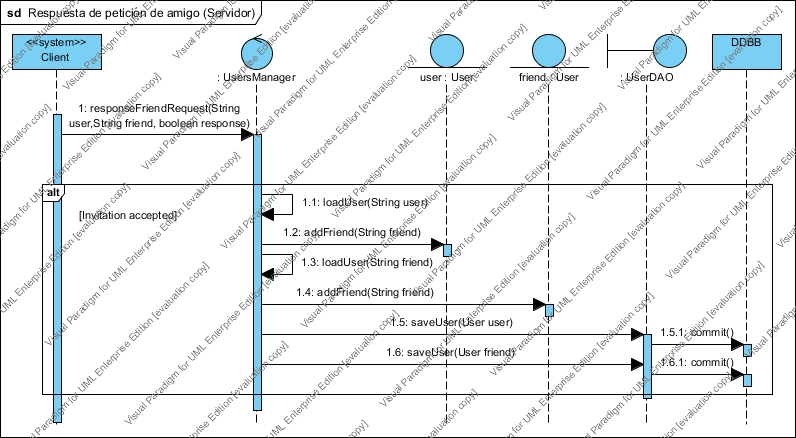 sd Respuesta de petición de amigo (Servidor)
<<system>>
Client
: UsersManager
user : User
friend : User
: UserDAO
DDBB
1: responseFriendRequest(String
user,String friend, boolean response)
alt
[Invitation accepted]
1.1: loadUser(String user)
1.2: addFriend(String friend)
1.3: loadUser(String friend)
1.4: addFriend(String friend)
1.5: saveUser(User user)
1.5.1: commit()
1.6: saveUser(User friend)
1.6.1: commit()
Visual Paradigm for UML Enterprise Edition [evaluation copy]